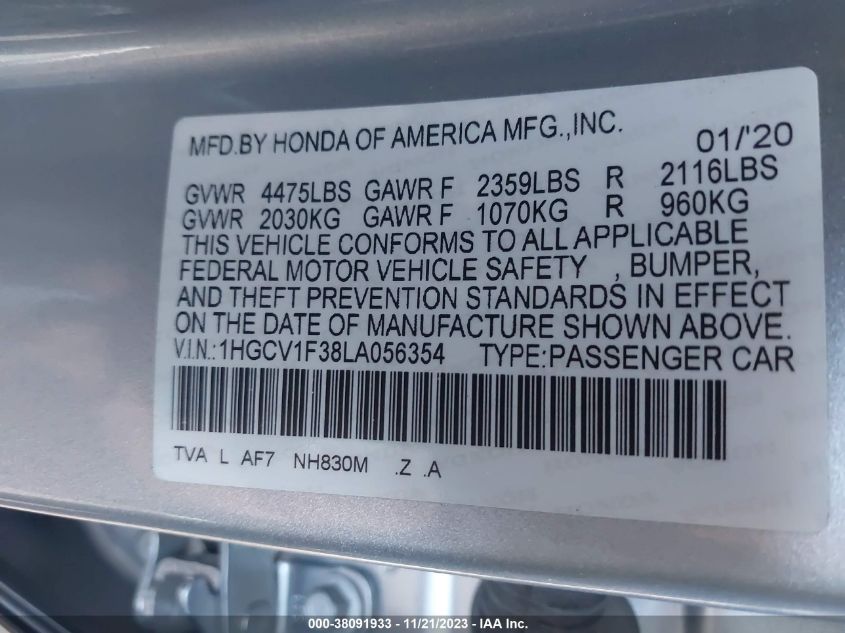 MFD.BY HONDA OF AMERICA MFG.,INC. 01/'20
GVWR 4475LBS GAWR F 2359LBS R 2116LBS
GVWR 2030KG GAWR F 1070KG R 960KG
THIS VEHICLE CONFORMS TO ALL APPLICABLE
FEDERAL MOTOR VEHICLE SAFETY , BUMPER,
AND THEFT PREVENTION STANDARDS IN EFFECT
ON THE DATE OF MANUFACTURE SHOWN ABOVE.
V.I.N.:1HGCV1F38LA056354 TYPE:PASSENGER CAR
TVA L AF7 NH830M .Z .A
000-38091933 - 11/21/2023 - IAA, Inc.